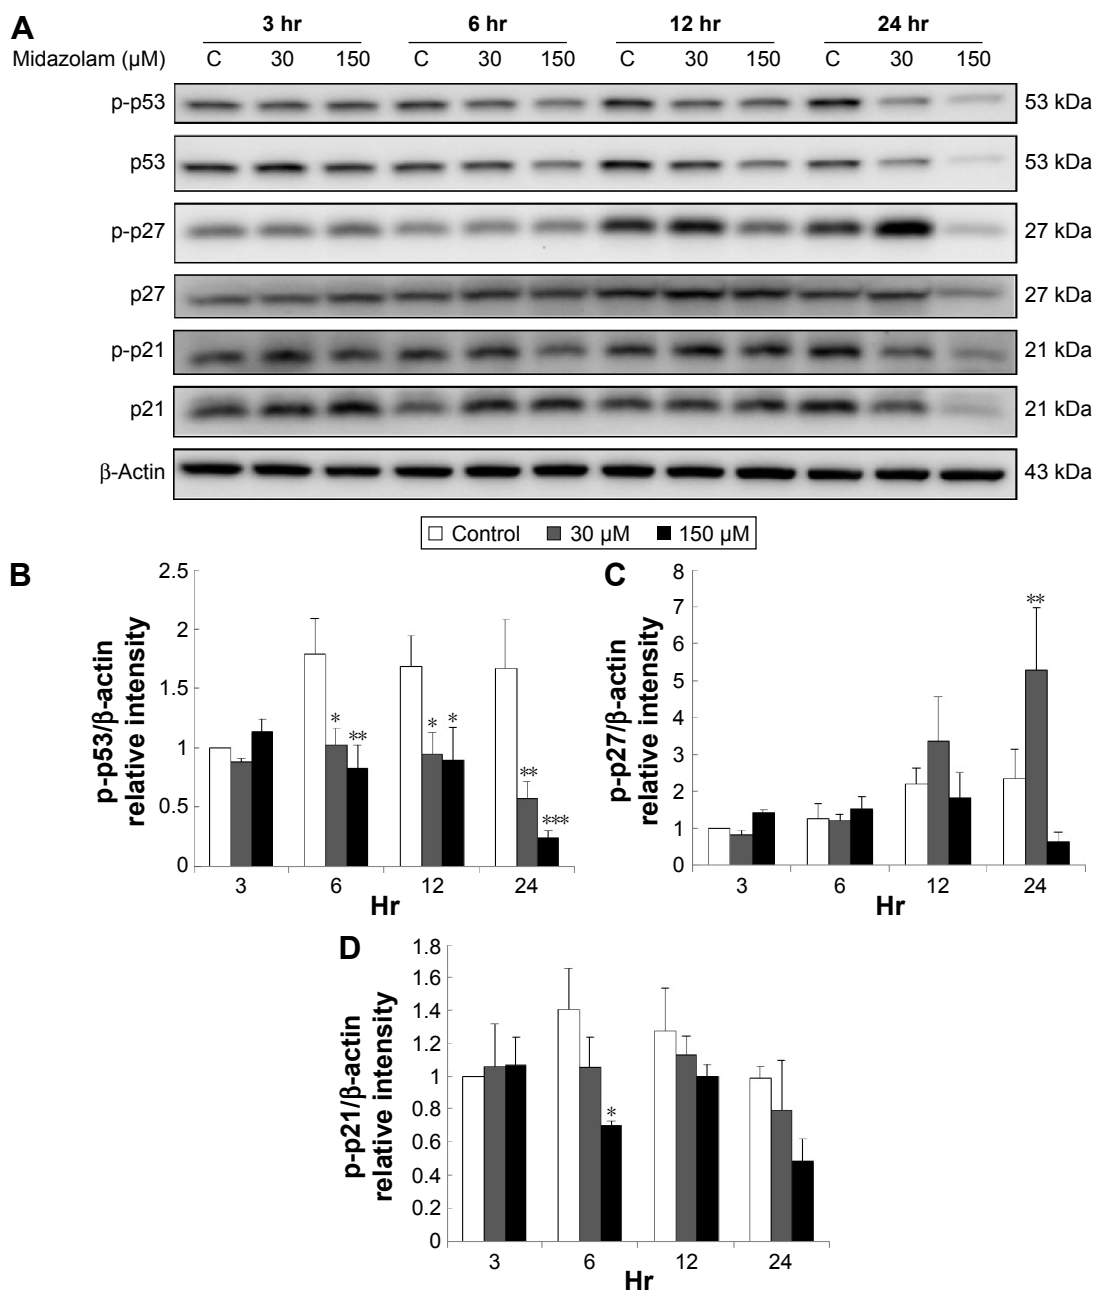 A
3 hr 6 hr 12 hr 24 hr
Midazolam (µM) C 30 150 C 30 150 C 30 150 C 30 150
p-p53 53 kDa
p53 53 kDa
p-p27 27 kDa
p27 27 kDa
p-p21 21 kDa
p21 21 kDa
β-Actin 43 kDa
Control 30 µM 150 µM
B
p-p53/β-actin
relative intensity
2.5
2
1.5
1
0.5
0
* ** * * ** ***
3 6 12 24
Hr
C
p-p27/β-actin
relative intensity
8
7
6
5
4
3
2
1
0
**
3 6 12 24
Hr
D
p-p21/β-actin
relative intensity
1.8
1.6
1.4
1.2
1
0.8
0.6
0.4
0.2
0
*
3 6 12 24
Hr